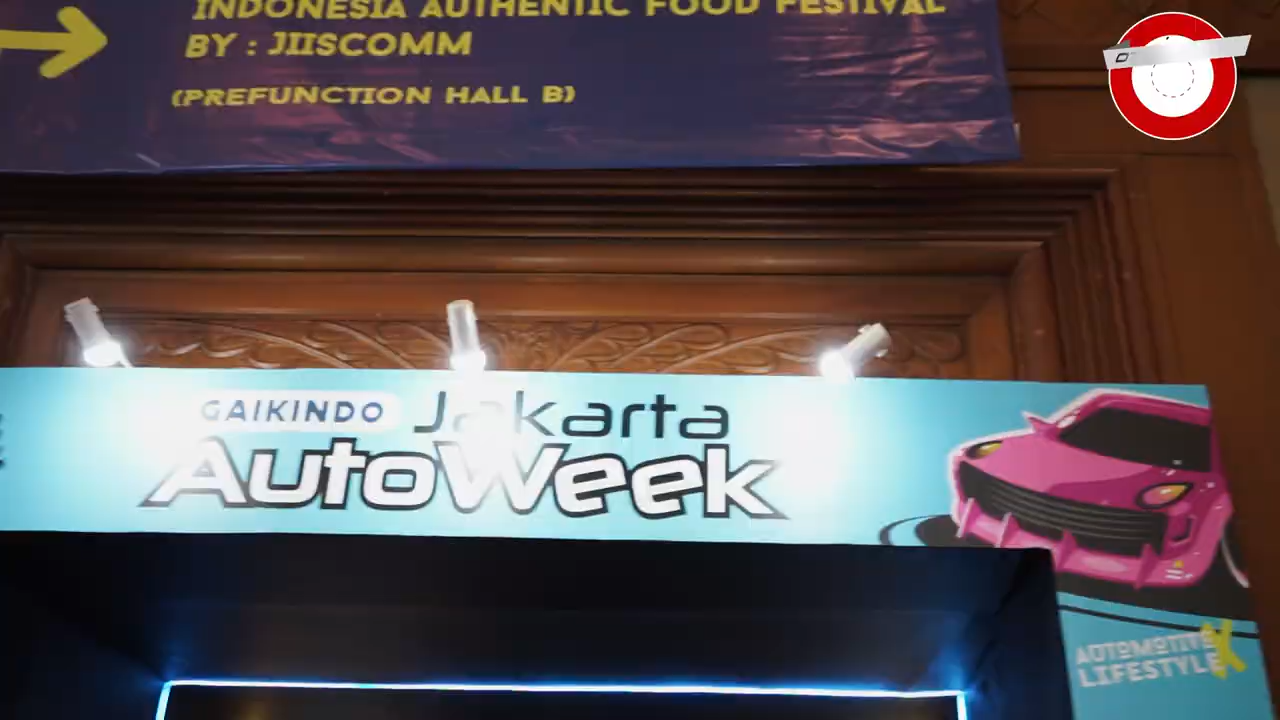 INDONESIA AUTHENTIC FOOD FESTIVAL
BY : JIISCOMM
(PREFUNCTION HALL B)
GAIKINDO Jakarta
AutoWeek
AUTOMOTIVE X
LIFESTYLE